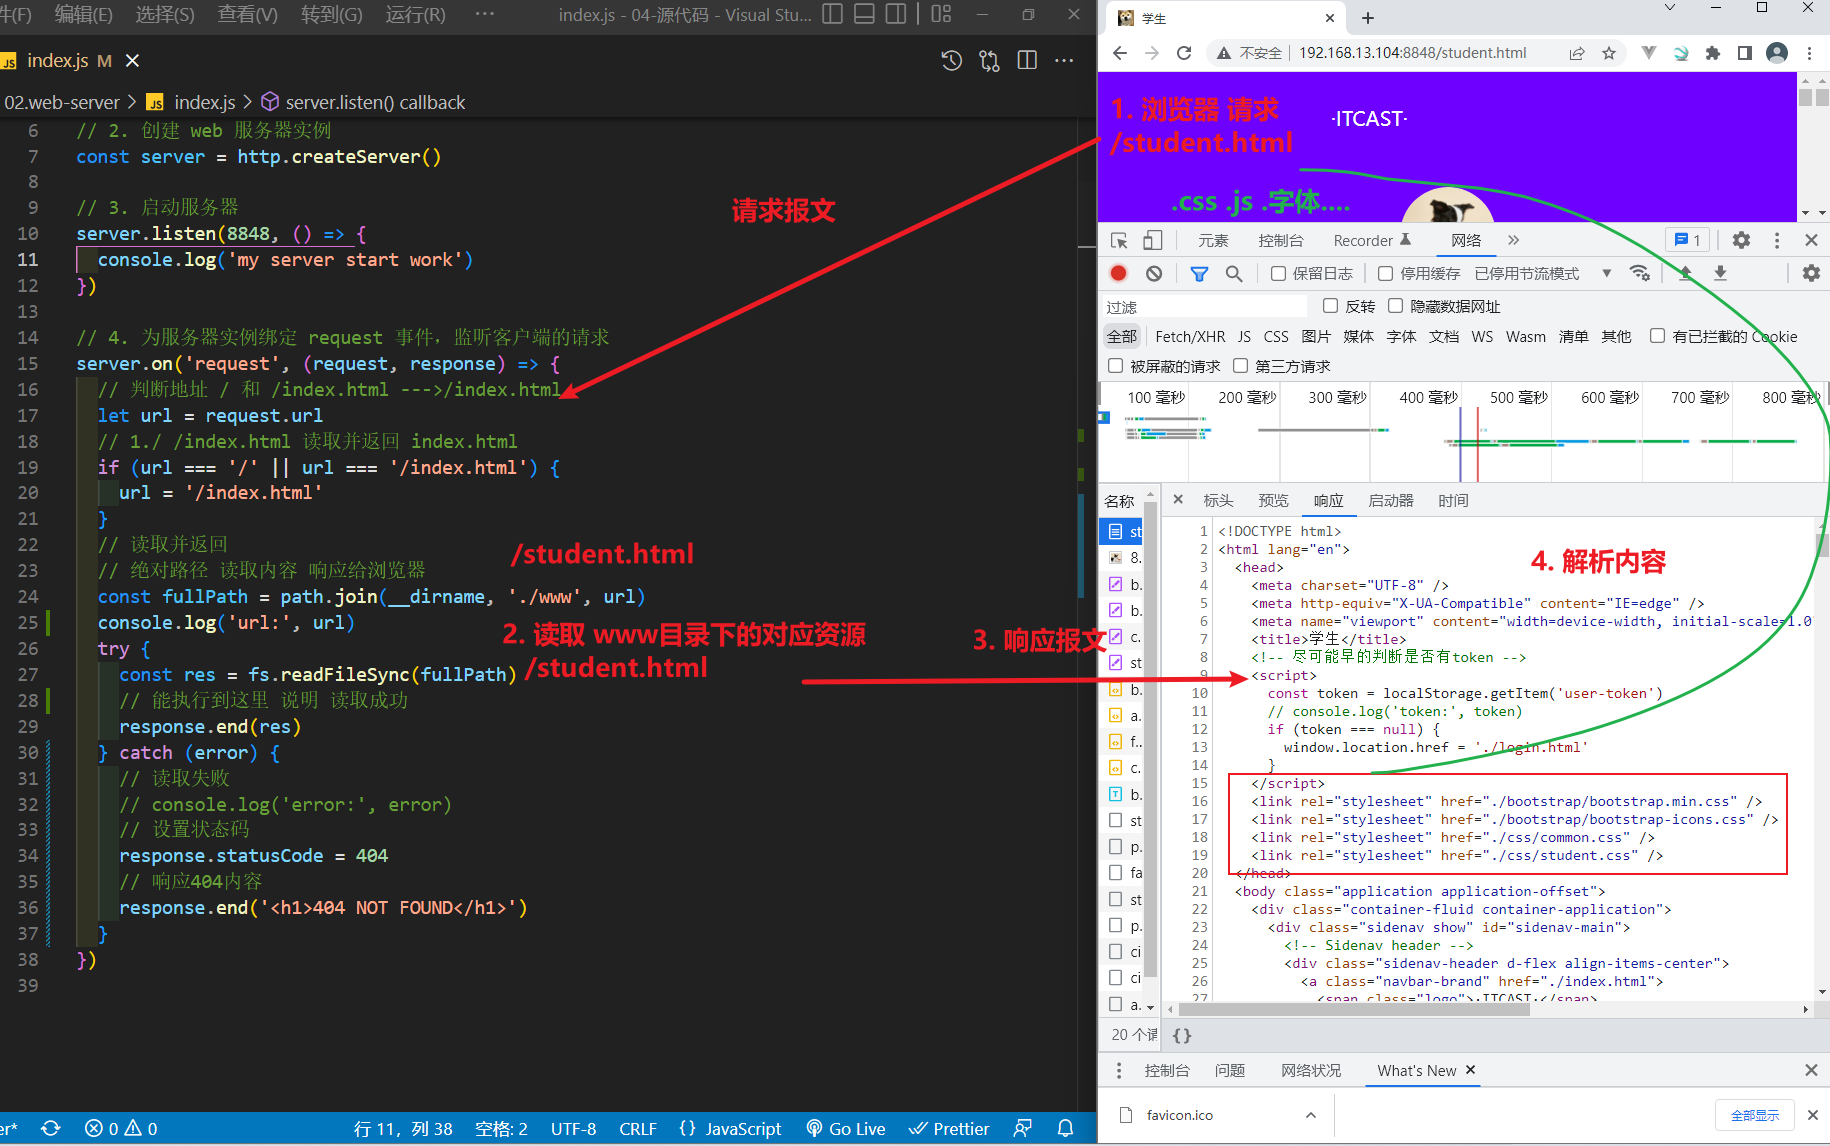 件(F) 编辑(E) 选择(S) 查看(V) 转到(G) 运行(R) ··· index.js - 04-源代码 - Visual Stu...
JS index.js M
02.web-server > JS index.js > server.listen() callback
6 // 2. 创建 web 服务器实例
7 const server = http.createServer()
8
9 // 3. 启动服务器
10 server.listen(8848, () => {
11 console.log('my server start work')
12 })
13
14 // 4. 为服务器实例绑定 request 事件，监听客户端的请求
15 server.on('request', (request, response) => {
16 // 判断地址 / 和 /index.html --->/index.html
17 let url = request.url
18 // 1./ /index.html 读取并返回 index.html
19 if (url === '/' || url === '/index.html') {
20 url = '/index.html'
21 }
22 // 读取并返回
23 // 绝对路径 读取内容 响应给浏览器
24 const fullPath = path.join(__dirname, './www', url)
25 console.log('url:', url)
26 try {
27 const res = fs.readFileSync(fullPath)
28 // 能执行到这里 说明 读取成功
29 response.end(res)
30 } catch (error) {
31 // 读取失败
32 // console.log('error:', error)
33 // 设置状态码
34 response.statusCode = 404
35 // 响应404内容
36 response.end('<h1>404 NOT FOUND</h1>')
37 }
38 })
39
请求报文
/student.html
2. 读取 www目录下的对应资源
/student.html
3. 响应报文
er* 0 0 行 11，列 38 空格: 2 UTF-8 CRLF {} JavaScript Go Live Prettier
学生
不安全 192.168.13.104:8848/student.html
1. 浏览器 请求
/student.html
·ITCAST·
.css .js .字体....
元素 控制台 Recorder 网络 » 1
保留日志 停用缓存 已停用节流模式
过滤 反转 隐藏数据网址
全部 Fetch/XHR JS CSS 图片 媒体 字体 文档 WS Wasm 清单 其他 有已拦截的 Cookie
被屏蔽的请求 第三方请求
100 毫秒 200 毫秒 300 毫秒 400 毫秒 500 毫秒 600 毫秒 700 毫秒 800 毫秒
名称 标头 预览 响应 启动器 时间
st
8.
b.
b.
c.
st
b.
a.
f..
c.
b.
st
p.
fa
st
p.
ci
ci
a.
20 个请
4. 解析内容
1 <!DOCTYPE html>
2 <html lang="en">
3 <head>
4 <meta charset="UTF-8" />
5 <meta http-equiv="X-UA-Compatible" content="IE=edge" />
6 <meta name="viewport" content="width=device-width, initial-scale=1.0
7 <title>学生</title>
8 <!-- 尽可能早的判断是否有token -->
9 <script>
10 const token = localStorage.getItem('user-token')
11 // console.log('token:', token)
12 if (token === null) {
13 window.location.href = './login.html'
14 }
15 </script>
16 <link rel="stylesheet" href="./bootstrap/bootstrap.min.css" />
17 <link rel="stylesheet" href="./bootstrap/bootstrap-icons.css" />
18 <link rel="stylesheet" href="./css/common.css" />
19 <link rel="stylesheet" href="./css/student.css" />
20 </head>
21 <body class="application application-offset">
22 <div class="container-fluid container-application">
23 <div class="sidenav show" id="sidenav-main">
24 <!-- Sidenav header -->
25 <div class="sidenav-header d-flex align-items-center">
26 <a class="navbar-brand" href="./index.html">
27 <span class="logo">·ITCAST·</span>
{}
控制台 问题 网络状况 What's New
favicon.ico 全部显示